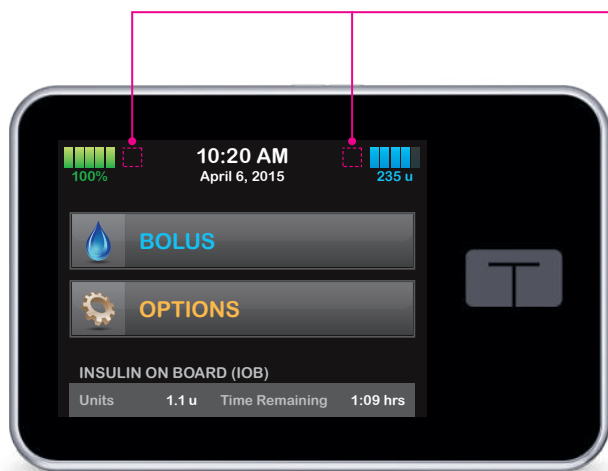 10:20 AM
100%
April 6, 2015
235 u
BOLUS
OPTIONS
INSULIN ON BOARD (IOB)
Units 1.1 u Time Remaining 1:09 hrs